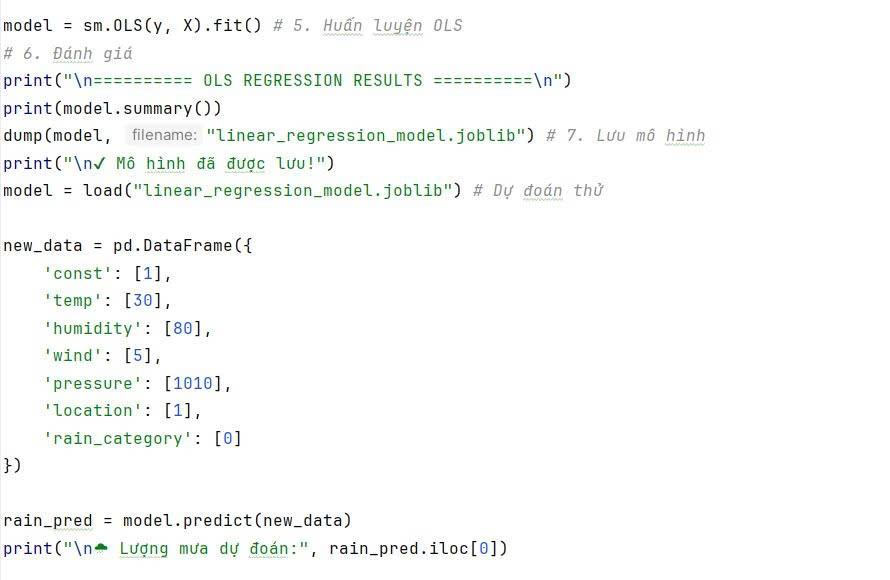 model = sm.OLS(y, X).fit() # 5. Huấn luyện OLS
# 6. Đánh giá
print("\n========== OLS REGRESSION RESULTS ==========\n")
print(model.summary())
dump(model, filename: "linear_regression_model.joblib") # 7. Lưu mô hình
print("\n✔ Mô hình đã được lưu!")
model = load("linear_regression_model.joblib") # Dự đoán thử
new_data = pd.DataFrame({
    'const': [1],
    'temp': [30],
    'humidity': [80],
    'wind': [5],
    'pressure': [1010],
    'location': [1],
    'rain_category': [0]
})
rain_pred = model.predict(new_data)
print("\n🌧 Lượng mưa dự đoán:", rain_pred.iloc[0])